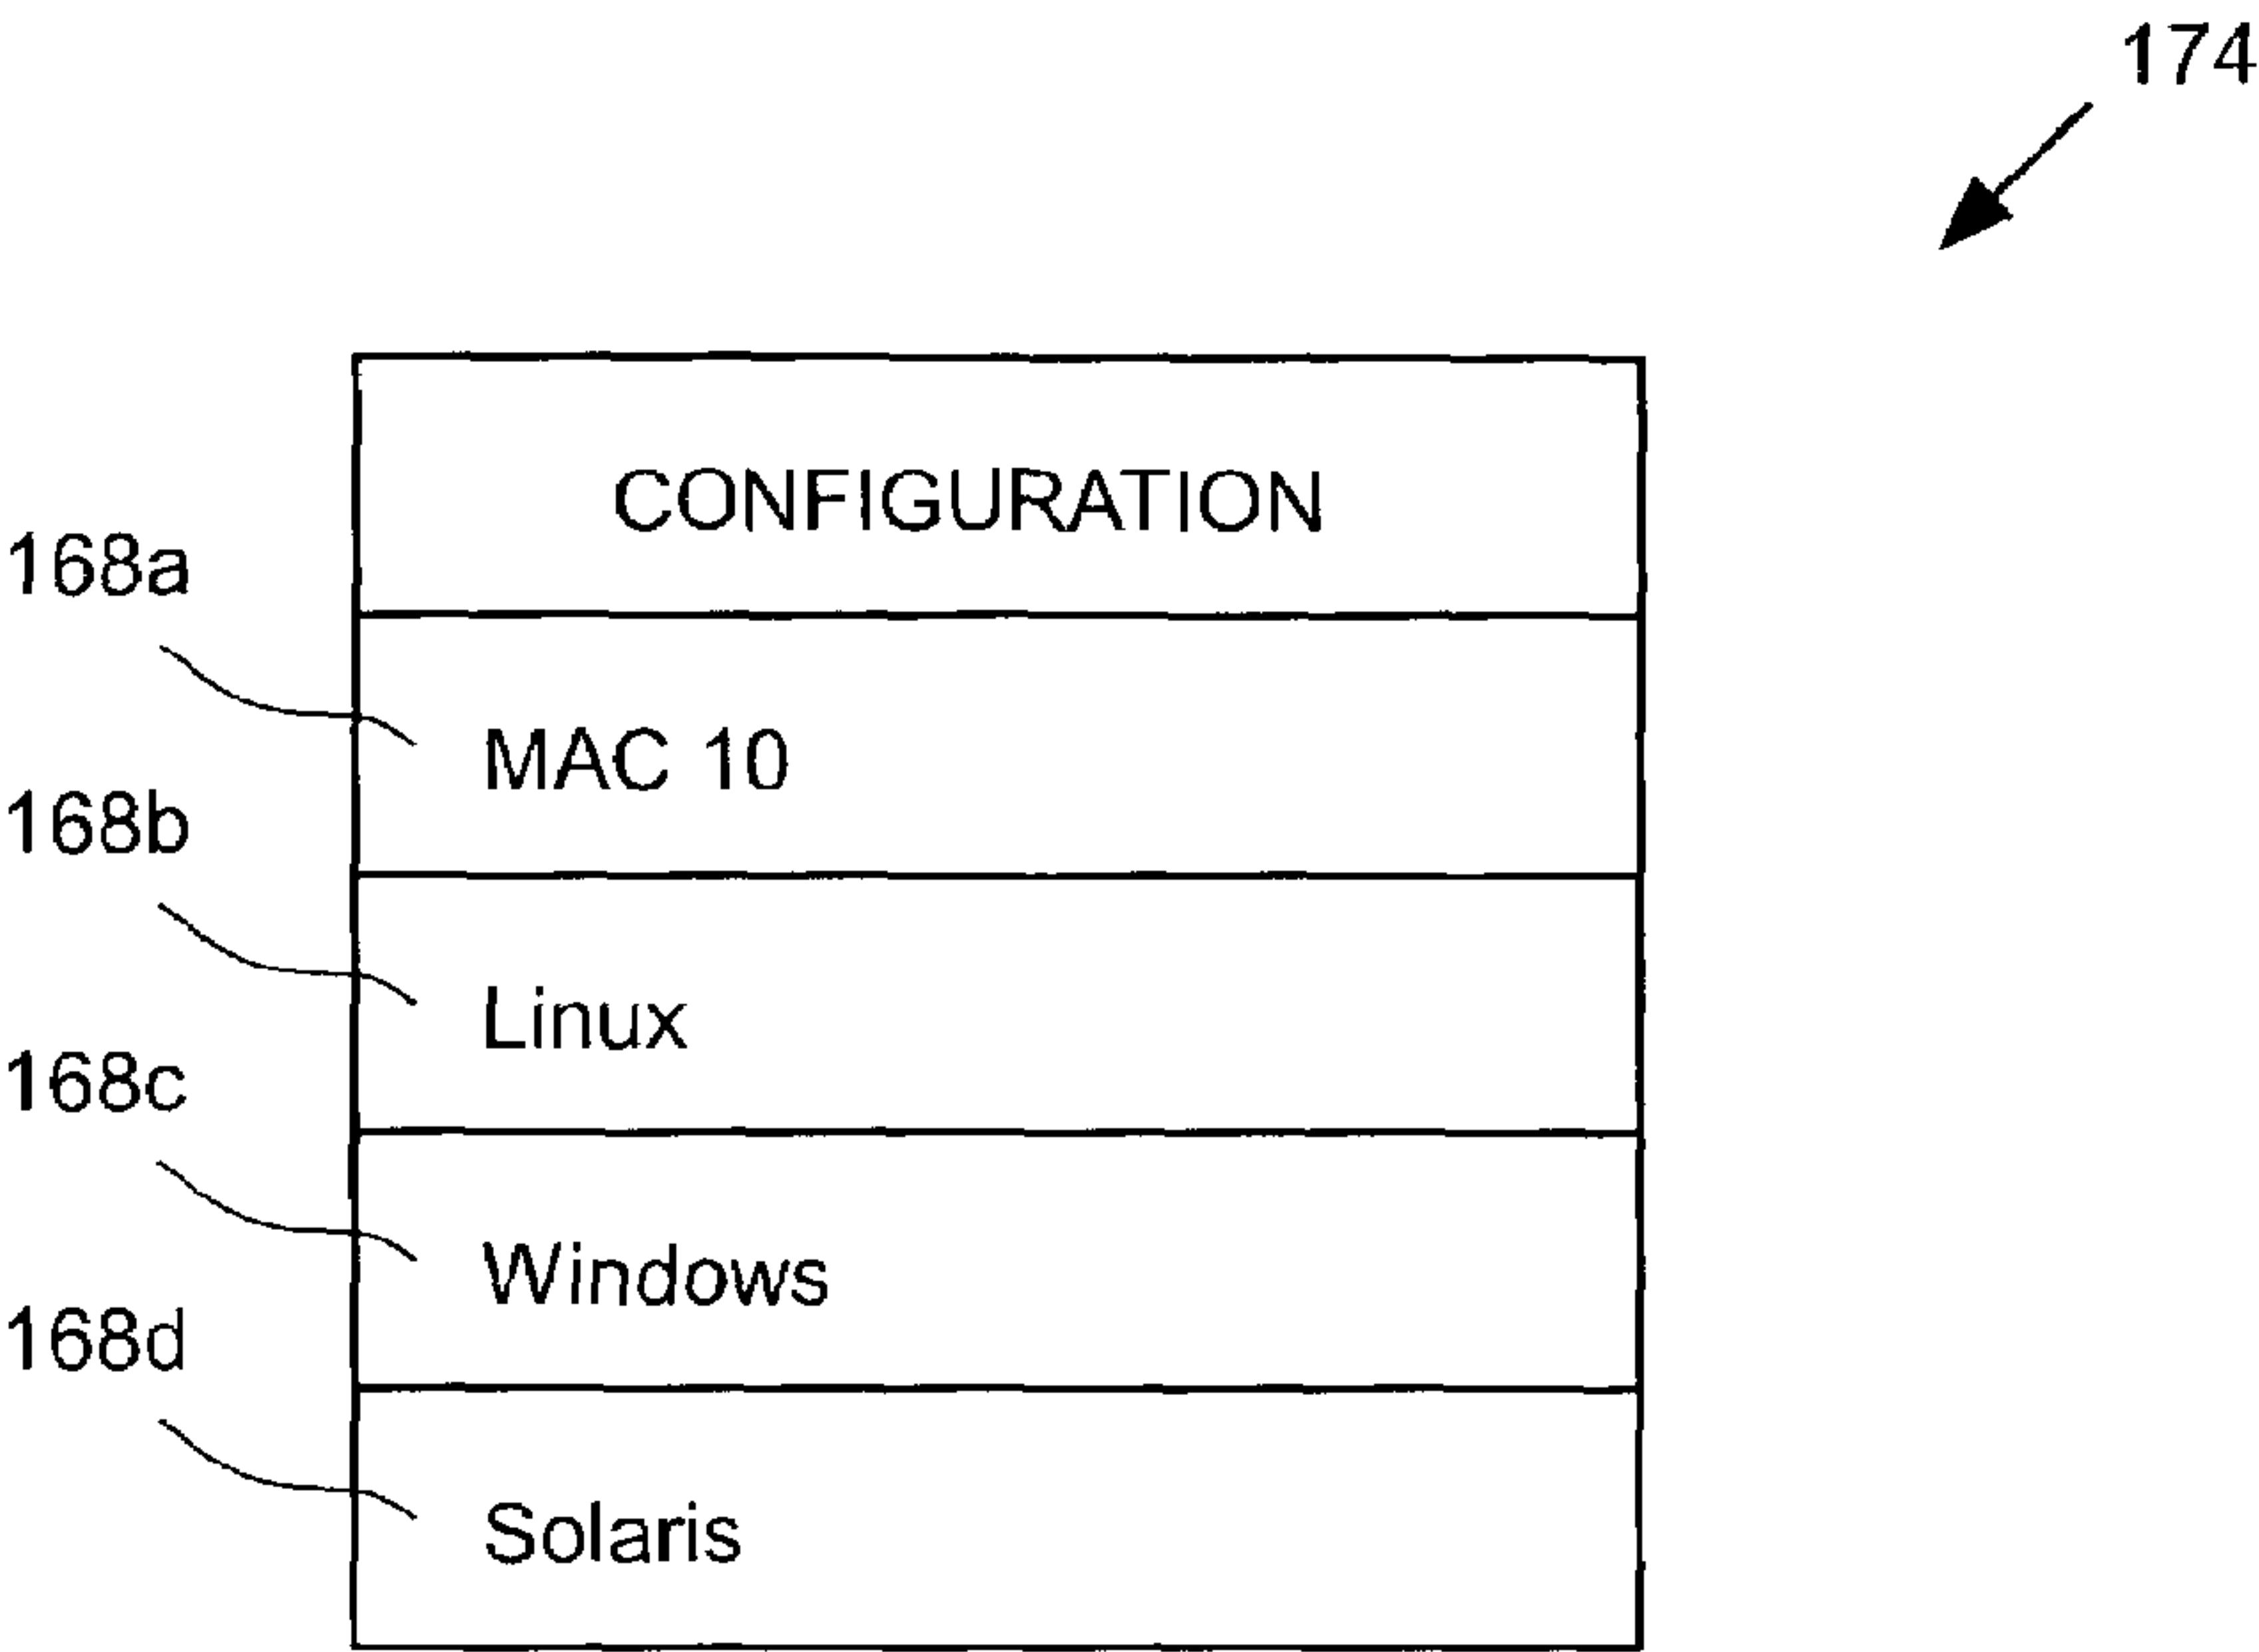 174
CONFIGURATION
168a
MAC 10
168b
Linux
168c
Windows
168d
Solaris